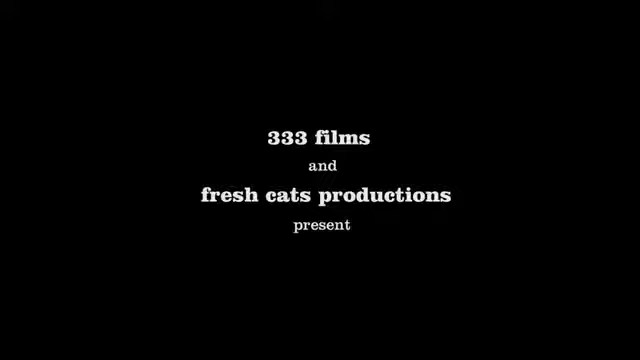 333 films
and
fresh cats productions
present